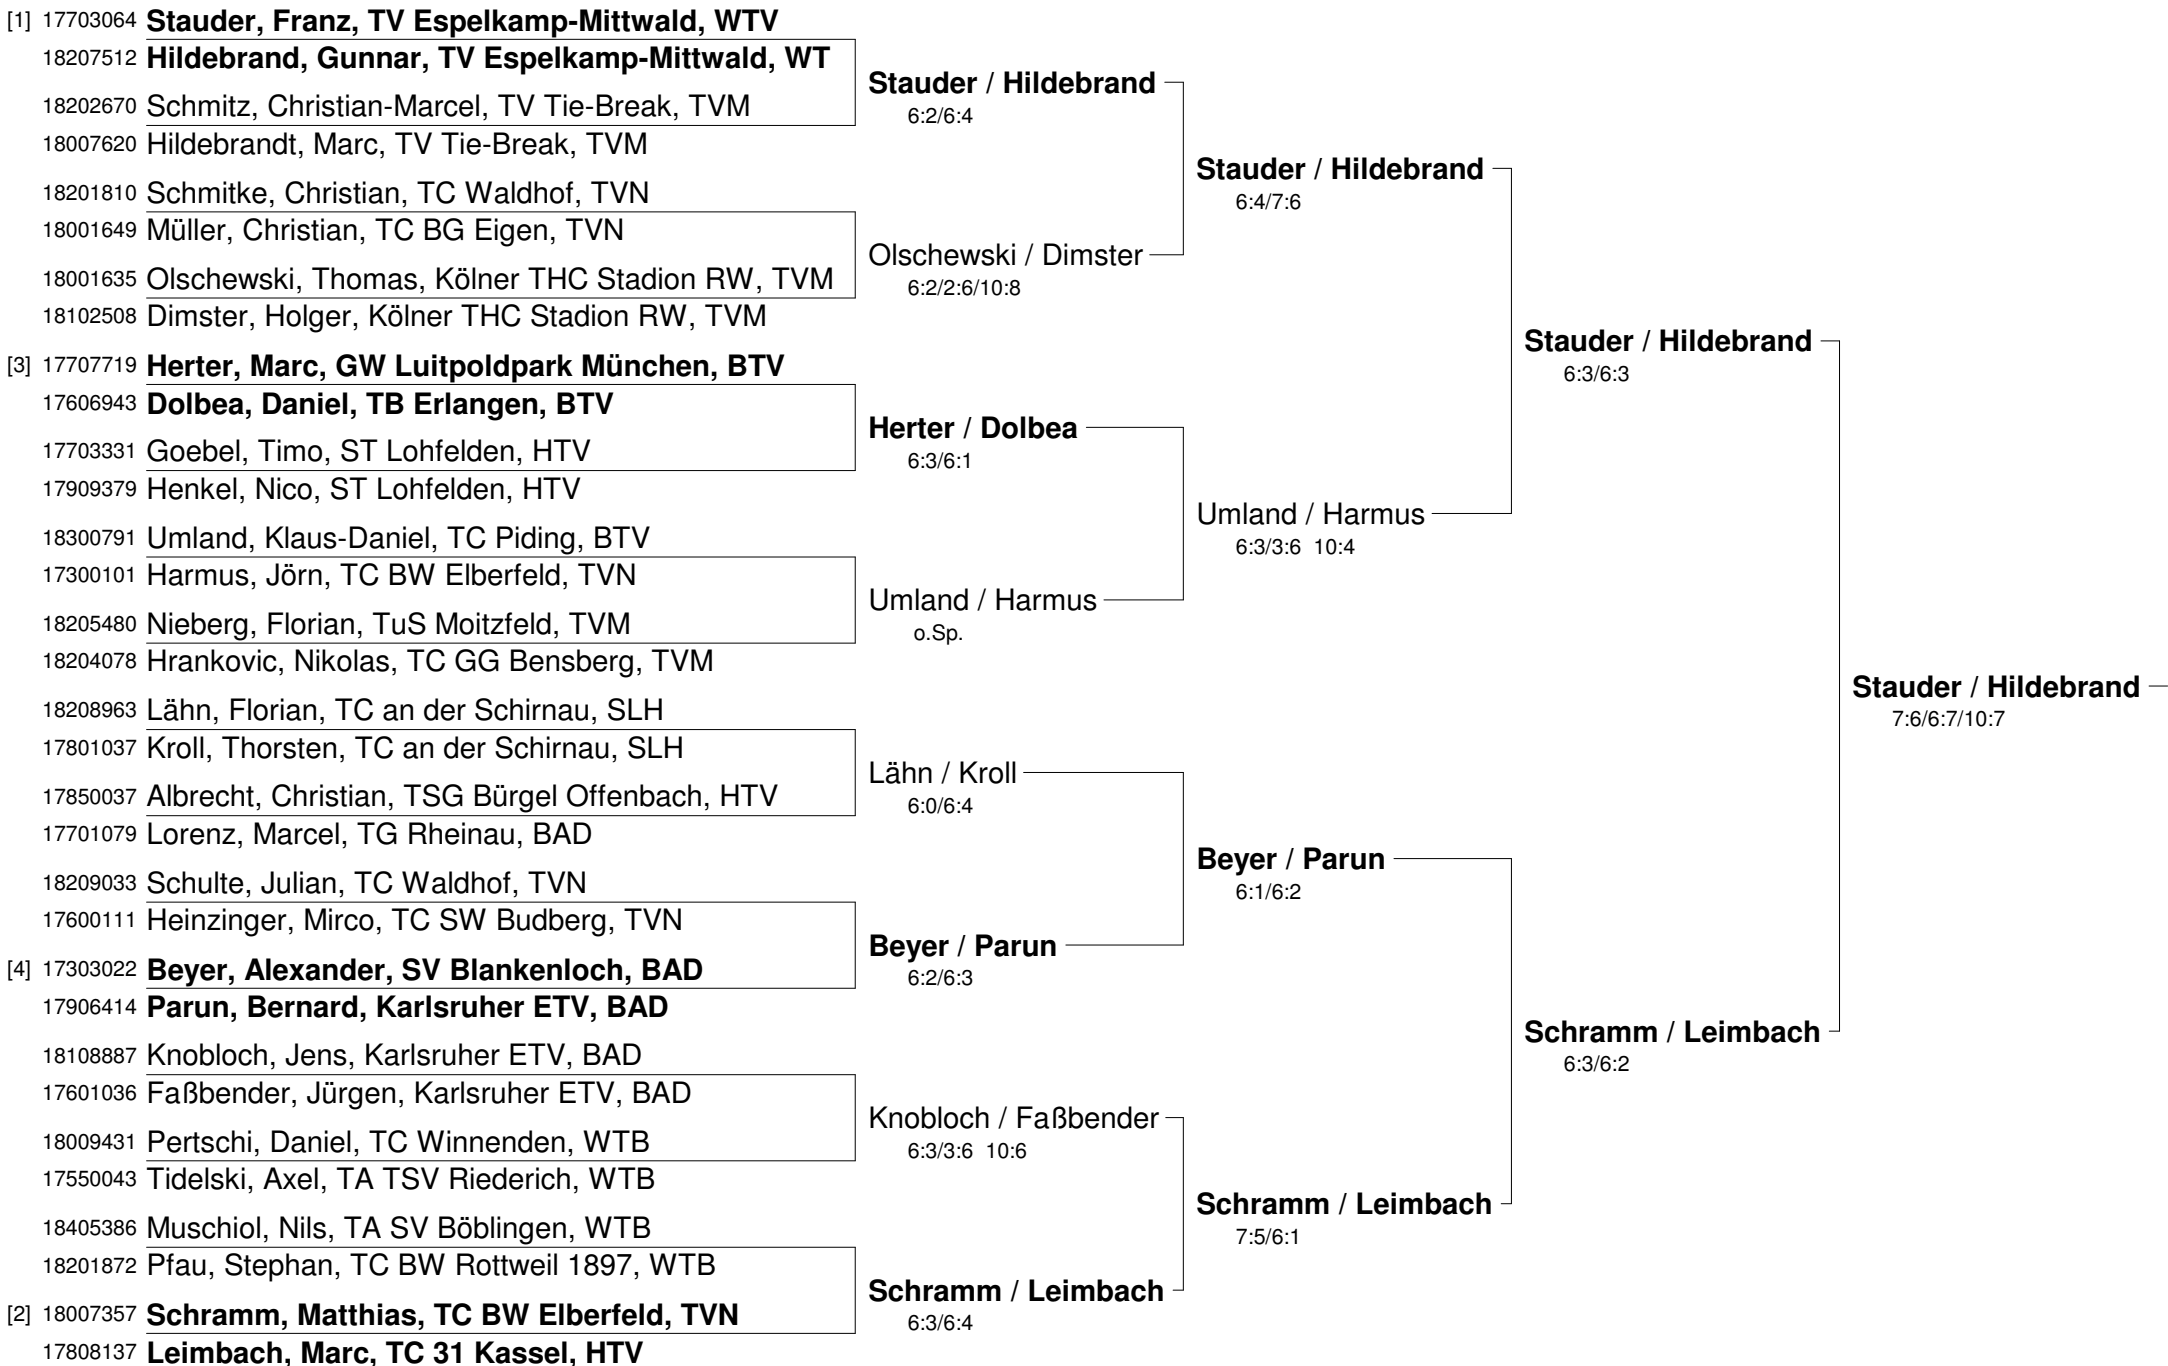 [1] 17703064 Stauder, Franz, TV Espelkamp-Mittwald, WTV
18207512 Hildebrand, Gunnar, TV Espelkamp-Mittwald, WT
Stauder / Hildebrand
6:2/6:4
18202670 Schmitz, Christian-Marcel, TV Tie-Break, TVM
18007620 Hildebrandt, Marc, TV Tie-Break, TVM
Stauder / Hildebrand
6:4/7:6
18201810 Schmitke, Christian, TC Waldhof, TVN
18001649 Müller, Christian, TC BG Eigen, TVN
Olschewski / Dimster
6:2/2:6/10:8
18001635 Olschewski, Thomas, Kölner THC Stadion RW, TVM
18102508 Dimster, Holger, Kölner THC Stadion RW, TVM
Stauder / Hildebrand
6:3/6:3
[3] 17707719 Herter, Marc, GW Luitpoldpark München, BTV
17606943 Dolbea, Daniel, TB Erlangen, BTV
Herter / Dolbea
6:3/6:1
17703331 Goebel, Timo, ST Lohfelden, HTV
17909379 Henkel, Nico, ST Lohfelden, HTV
Umland / Harmus
6:3/3:6 10:4
18300791 Umland, Klaus-Daniel, TC Piding, BTV
17300101 Harmus, Jörn, TC BW Elberfeld, TVN
Umland / Harmus
o.Sp.
18205480 Nieberg, Florian, TuS Moitzfeld, TVM
18204078 Hrankovic, Nikolas, TC GG Bensberg, TVM
Stauder / Hildebrand
7:6/6:7/10:7
18208963 Lähn, Florian, TC an der Schirnau, SLH
17801037 Kroll, Thorsten, TC an der Schirnau, SLH
Lähn / Kroll
6:0/6:4
17850037 Albrecht, Christian, TSG Bürgel Offenbach, HTV
17701079 Lorenz, Marcel, TG Rheinau, BAD
Beyer / Parun
6:1/6:2
18209033 Schulte, Julian, TC Waldhof, TVN
17600111 Heinzinger, Mirco, TC SW Budberg, TVN
Beyer / Parun
6:2/6:3
[4] 17303022 Beyer, Alexander, SV Blankenloch, BAD
17906414 Parun, Bernard, Karlsruher ETV, BAD
Schramm / Leimbach
6:3/6:2
18108887 Knobloch, Jens, Karlsruher ETV, BAD
17601036 Faßbender, Jürgen, Karlsruher ETV, BAD
Knobloch / Faßbender
6:3/3:6 10:6
18009431 Pertschi, Daniel, TC Winnenden, WTB
17550043 Tidelski, Axel, TA TSV Riederich, WTB
Schramm / Leimbach
7:5/6:1
18405386 Muschiol, Nils, TA SV Böblingen, WTB
18201872 Pfau, Stephan, TC BW Rottweil 1897, WTB
Schramm / Leimbach
6:3/6:4
[2] 18007357 Schramm, Matthias, TC BW Elberfeld, TVN
17808137 Leimbach, Marc, TC 31 Kassel, HTV